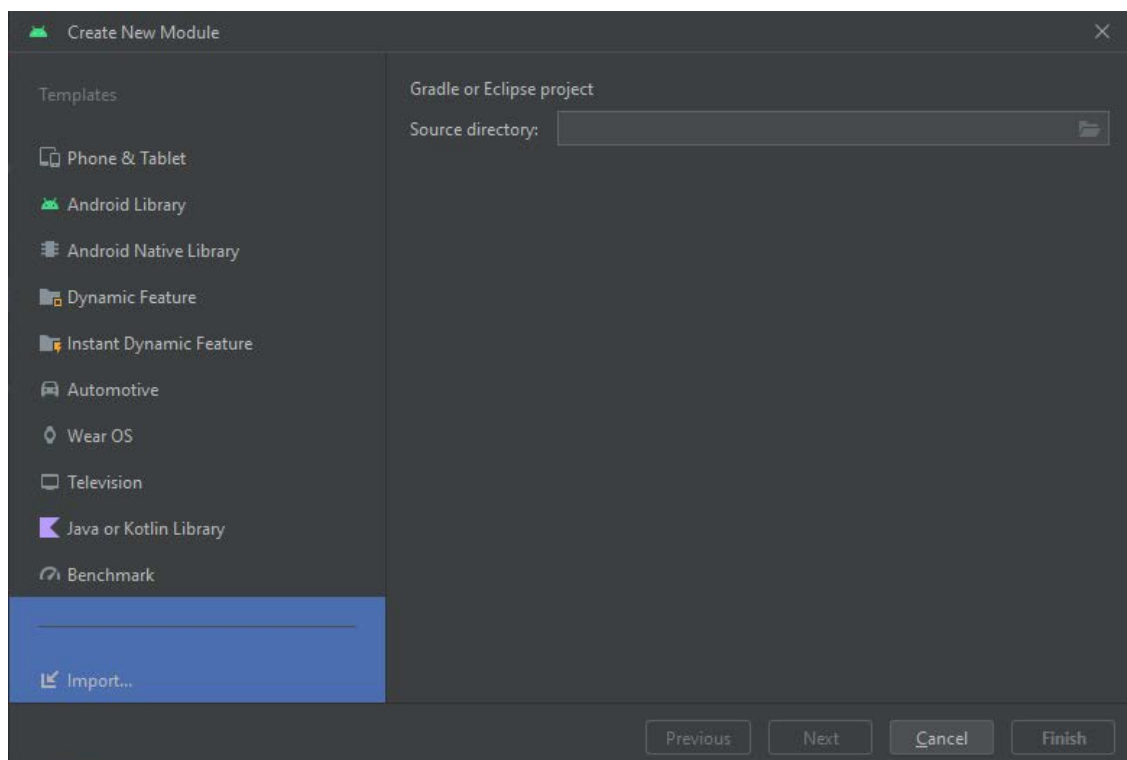 Create New Module
Templates
Phone & Tablet
Android Library
Android Native Library
Dynamic Feature
Instant Dynamic Feature
Automotive
Wear OS
Television
Java or Kotlin Library
Benchmark
Import...
Gradle or Eclipse project
Source directory:
Previous
Next
Cancel
Finish